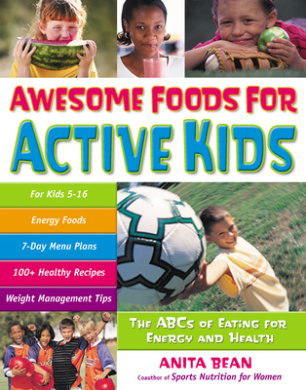 AWESOME FOODS FOR
ACTIVE KIDS
For Kids 5-16
Energy Foods
7-Day Menu Plans
100+ Healthy Recipes
Weight Management Tips
THE ABCS OF EATING FOR
ENERGY AND HEALTH
ANITA BEAN
Coauthor of Sports Nutrition for Women